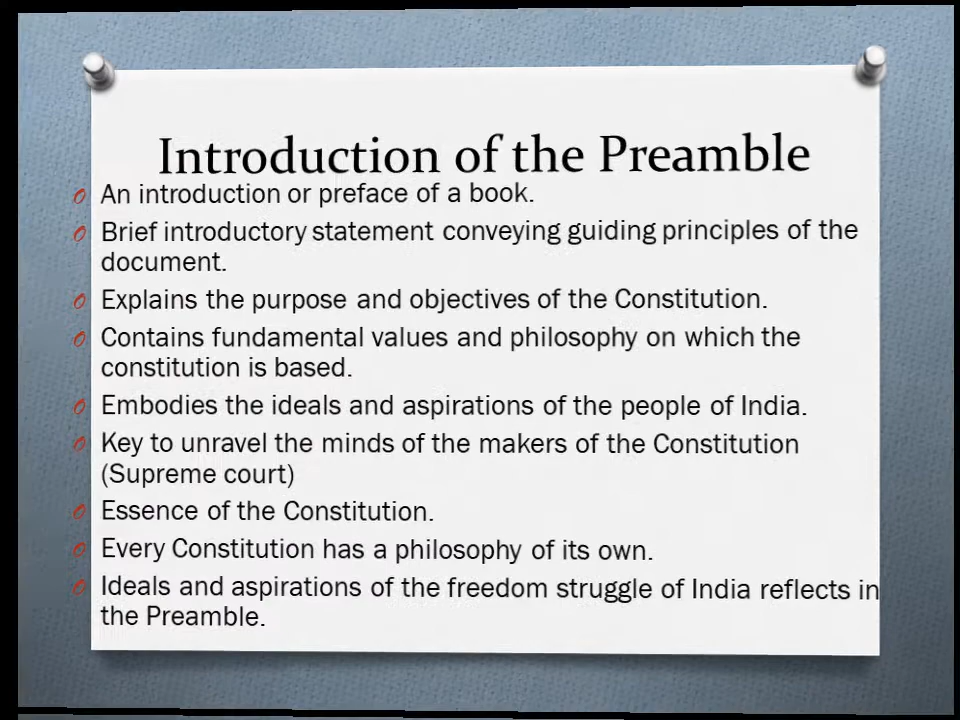 Introduction of the Preamble
An introduction or preface of a book.
Brief introductory statement conveying guiding principles of the
document.
Explains the purpose and objectives of the Constitution.
Contains fundamental values and philosophy on which the
constitution is based.
Embodies the ideals and aspirations of the people of India.
Key to unravel the minds of the makers of the Constitution
(Supreme court)
Essence of the Constitution.
Every Constitution has a philosophy of its own.
Ideals and aspirations of the freedom struggle of India reflects in
the Preamble.